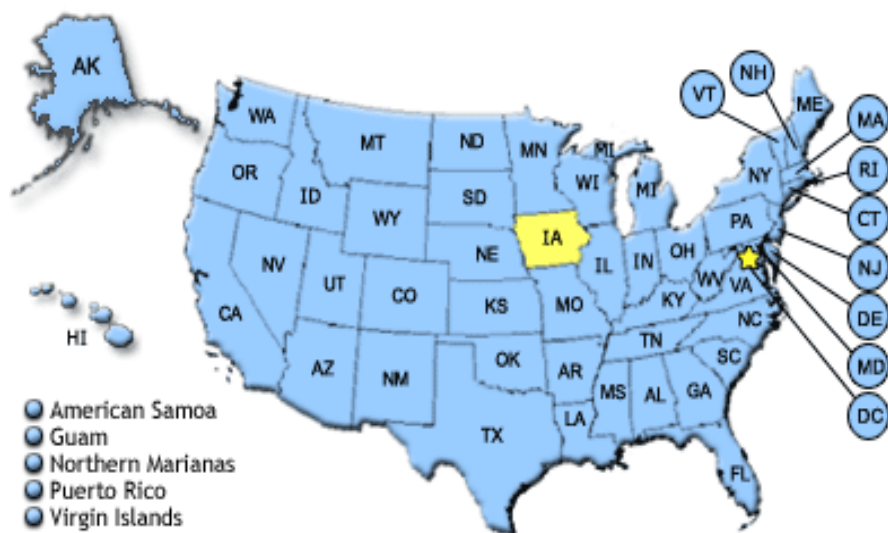 AK
NH
VT
ME
MA
WA
MT
ND
MN
MI
RI
OR
ID
SD
WI
MI
NY
CT
WY
IA
PA
NJ
NE
IL
IN
OH
NV
UT
CO
WV
VA
DE
CA
KS
MO
KY
HI
NC
MD
TN
AZ
NM
OK
AR
SC
DC
MS
AL
GA
LA
TX
FL
American Samoa
Guam
Northern Marianas
Puerto Rico
Virgin Islands